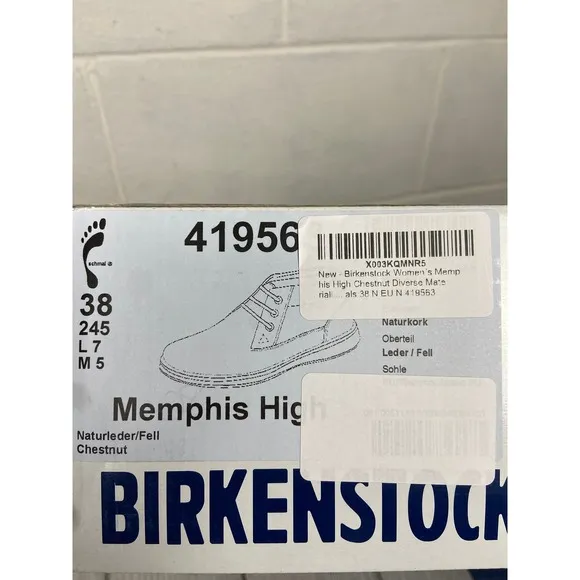 schmal
38
245
L 7
M 5
41956
X003KQMNR5
New - Birkenstock Women's Memp
his High Chestnut Diverse Mate
riali ... als 38 N EU N 419563
Naturkork
Oberteil
Leder / Fell
Sohle
Memphis High
Naturleder/Fell
Chestnut
BIRKENSTOCK